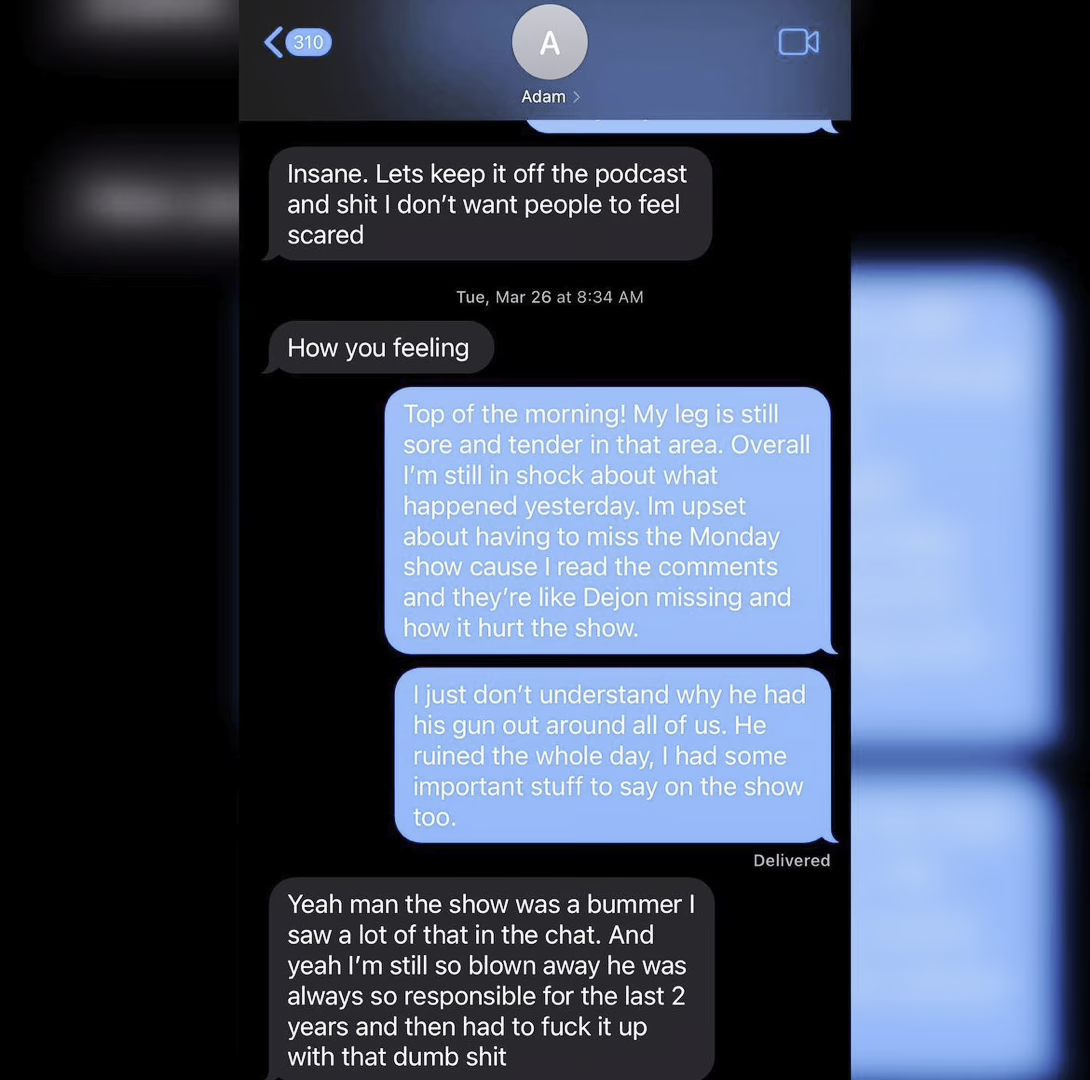 310
A
Adam
Insane. Lets keep it off the podcast
and shit I don’t want people to feel
scared
Tue, Mar 26 at 8:34 AM
How you feeling
Top of the morning! My leg is still
sore and tender in that area. Overall
I’m still in shock about what
happened yesterday. Im upset
about having to miss the Monday
show cause I read the comments
and they’re like Dejon missing and
how it hurt the show.
I just don’t understand why he had
his gun out around all of us. He
ruined the whole day, I had some
important stuff to say on the show
too.
Delivered
Yeah man the show was a bummer I
saw a lot of that in the chat. And
yeah I’m still so blown away he was
always so responsible for the last 2
years and then had to fuck it up
with that dumb shit